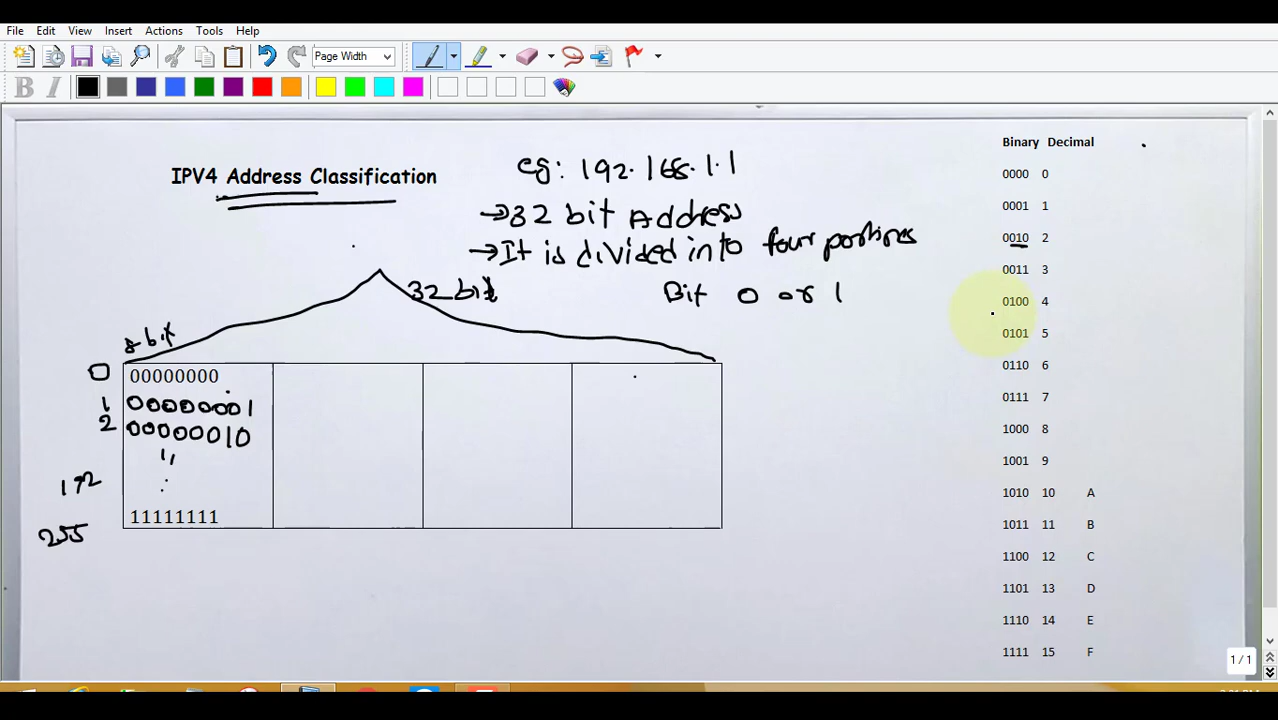 File Edit View Insert Actions Tools Help
Page Width
B I
IPV4 Address Classification
eg: 192.168.1.1
→32 bit Address
→It is divided into four portions
32 bit
Bit 0 or 1
8-bit
0 00000000
1 00000001
2 00000010
"
192
11111111
255
Binary Decimal
0000 0
0001 1
0010 2
0011 3
0100 4
0101 5
0110 6
0111 7
1000 8
1001 9
1010 10 A
1011 11 B
1100 12 C
1101 13 D
1110 14 E
1111 15 F
1/1